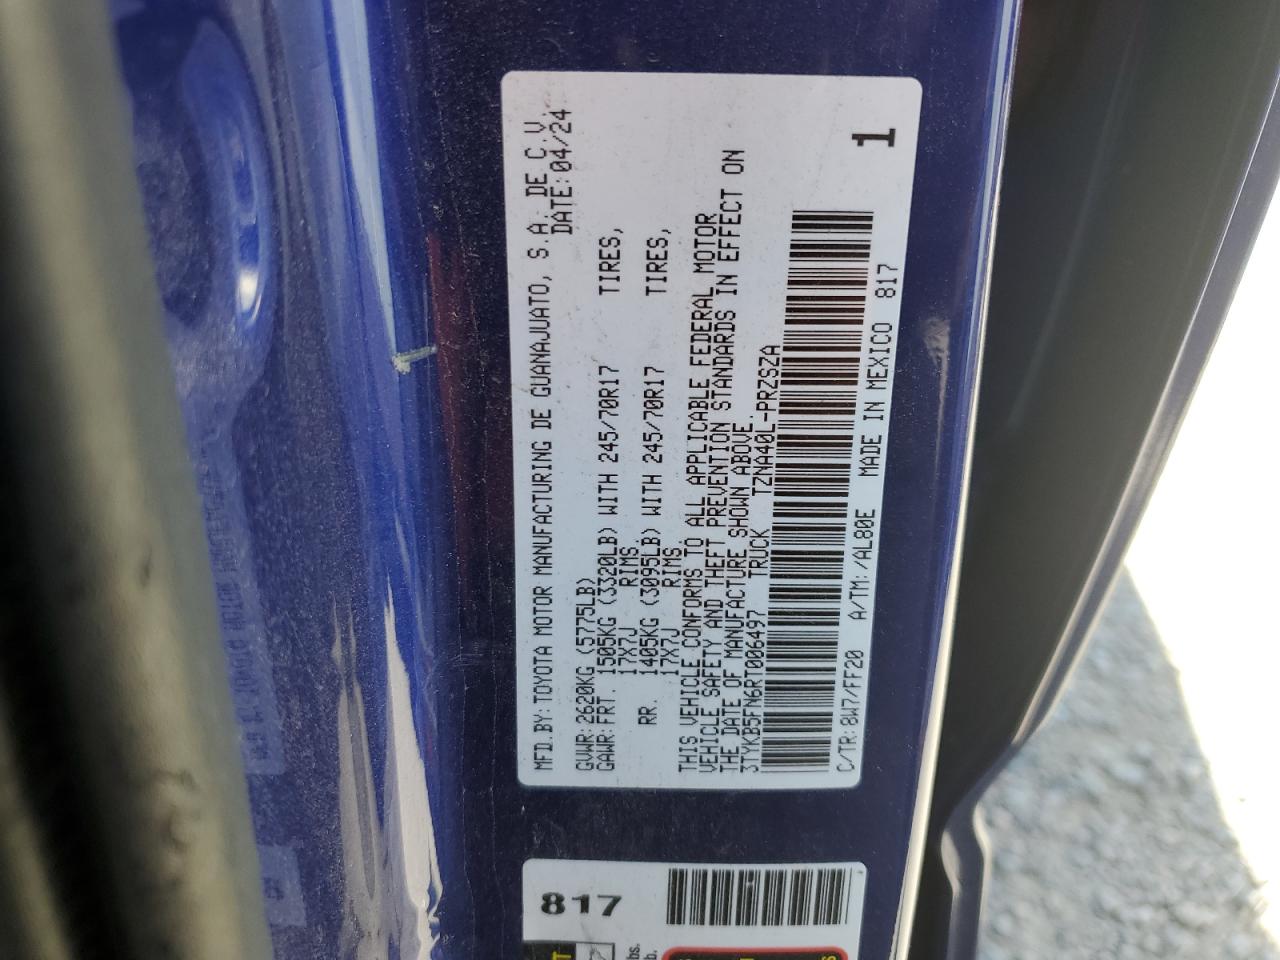 MFD.BY:TOYOTA MOTOR MANUFACTURING DE GUANAJUATO, S.A. DE C.V.
DATE:04/24
GVWR:2620KG (5775LB)
GAWR:FRT. 1505KG (3320LB) WITH 245/70R17 TIRES,
17X7J RIMS.
RR. 1405KG (3095LB) WITH 245/70R17 TIRES,
17X7J RIMS.
THIS VEHICLE CONFORMS TO ALL APPLICABLE FEDERAL MOTOR
VEHICLE SAFETY AND THEFT PREVENTION STANDARDS IN EFFECT ON
THE DATE OF MANUFACTURE SHOWN ABOVE.
3TYKB5FN6RT006497 TRUCK TZNA40L-PRZSZA
C/TR:8W7/FF20 A/TM:/AL80E MADE IN MEXICO 817
1
817